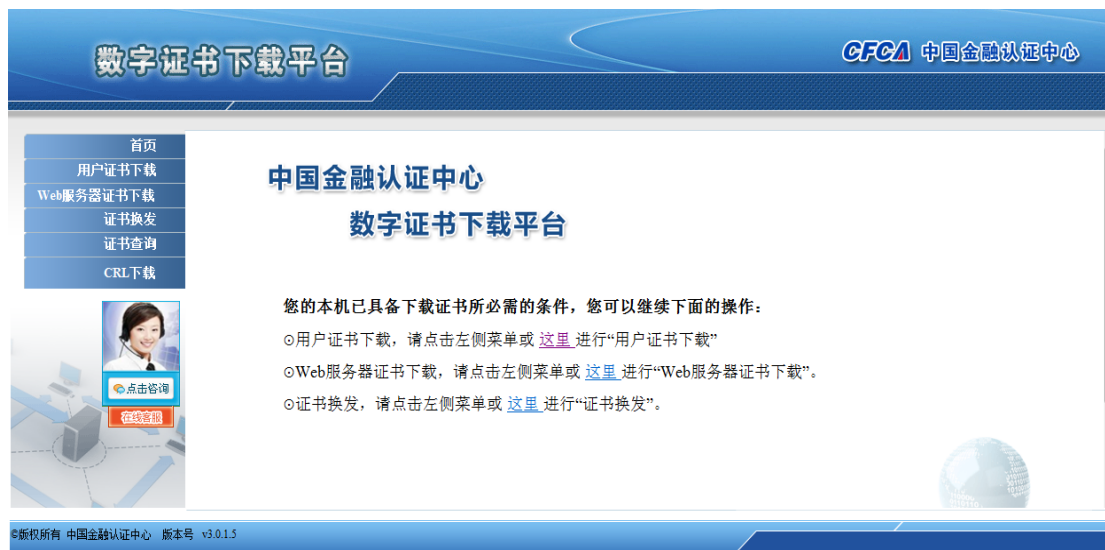 数字证书下载平台
CFCA 中国金融认证中心
首页
用户证书下载
Web服务器证书下载
证书换发
证书查询
CRL下载
点击咨询
在线客服
中国金融认证中心
数字证书下载平台
您的本机已具备下载证书所必需的条件，您可以继续下面的操作：
⊙用户证书下载，请点击左侧菜单或 这里 进行“用户证书下载”
⊙Web服务器证书下载，请点击左侧菜单或 这里 进行“Web服务器证书下载”。
⊙证书换发，请点击左侧菜单或 这里 进行“证书换发”。
©版权所有 中国金融认证中心 版本号 v3.0.1.5